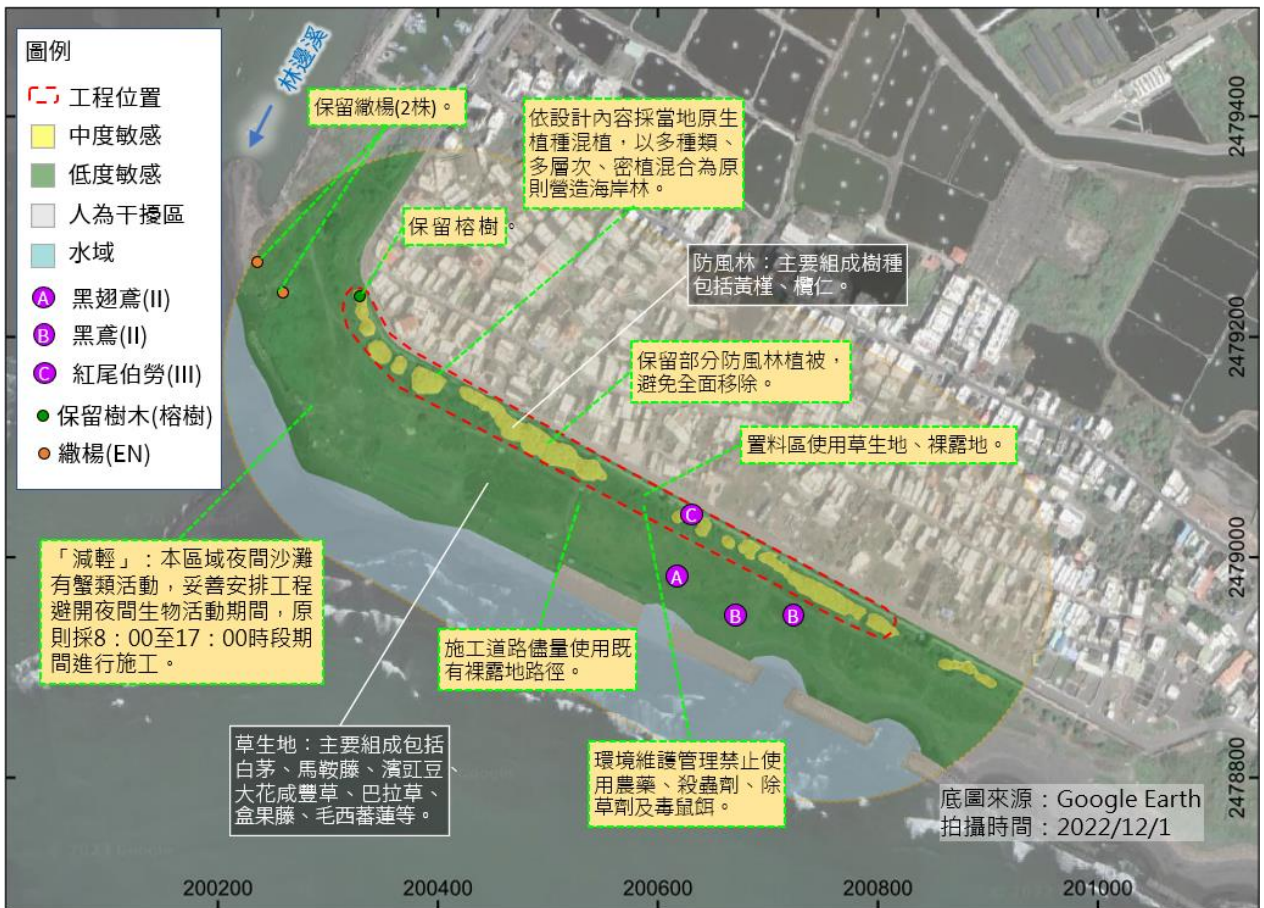 圖例
工程位置
中度敏感
低度敏感
人為干擾區
水域
A 黑翅鳶(II)
B 黑鳶(II)
C 紅尾伯勞(III)
保留樹木(榕樹)
繖楊(EN)
林邊溪
保留繖楊(2株)。
依設計內容採當地原生
植種混植，以多種類、
多層次、密植混合為原
則營造海岸林。
保留榕樹。
防風林：主要組成樹種
包括黃槿、欖仁。
保留部分防風林植被，
避免全面移除。
置料區使用草生地、裸露地。
C
A
B
B
「減輕」：本區域夜間沙灘
有蟹類活動，妥善安排工程
避開夜間生物活動期間，原
則採8：00至17：00時段期
間進行施工。
施工道路儘量使用既
有裸露地路徑。
草生地：主要組成包括
白茅、馬鞍藤、濱豇豆、
大花咸豐草、巴拉草、
盒果藤、毛西番蓮等。
環境維護管理禁止使
用農藥、殺蟲劑、除
草劑及毒鼠餌。
底圖來源：Google Earth
拍攝時間：2022/12/1
2479400
2479200
2479000
2478800
200200
200400
200600
200800
201000